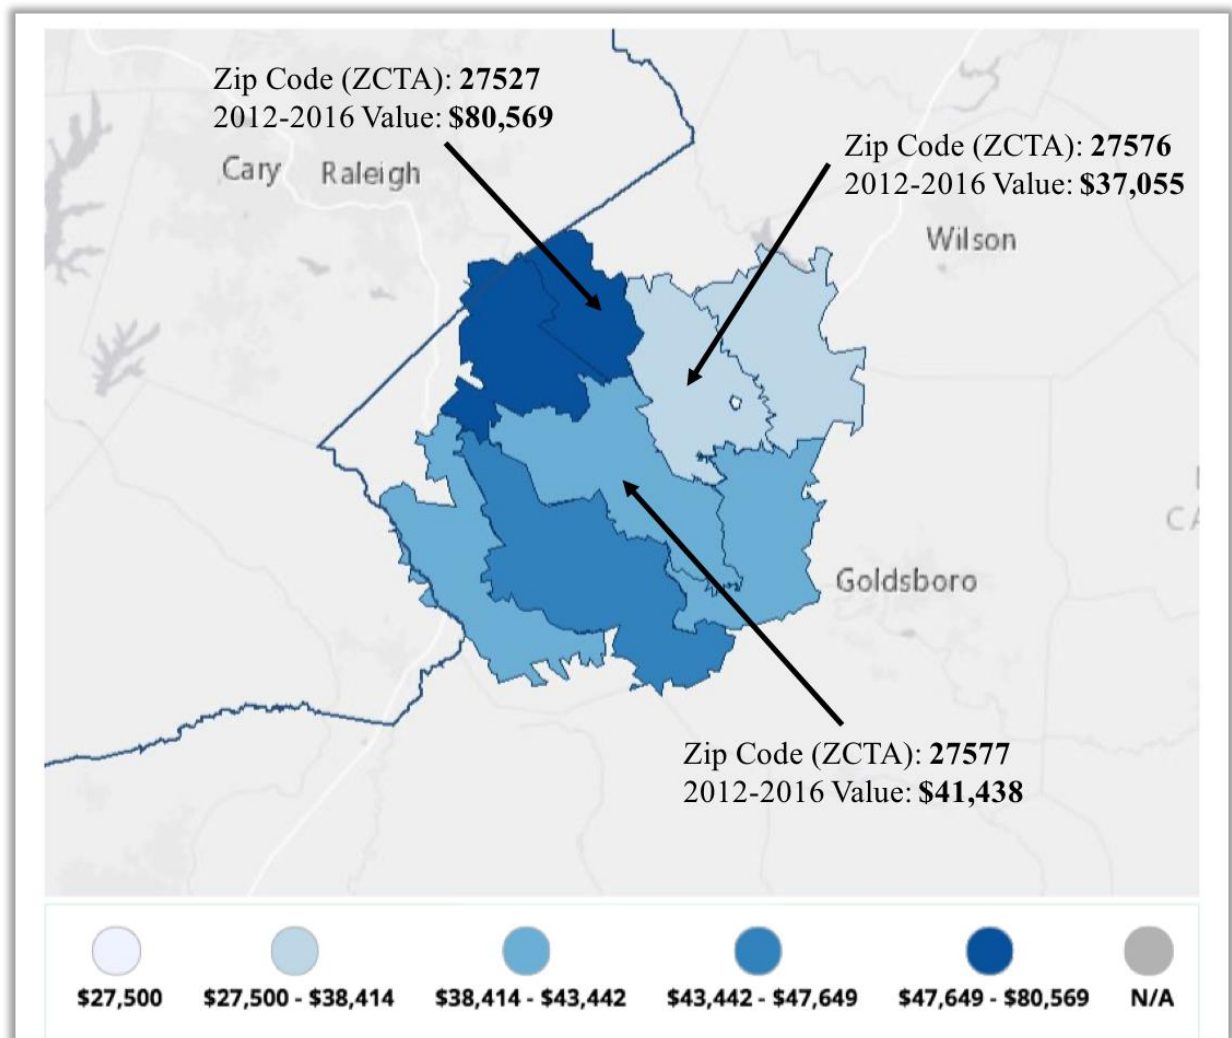 Zip Code (ZCTA): 27527
2012-2016 Value: $80,569
Zip Code (ZCTA): 27576
2012-2016 Value: $37,055
Cary
Raleigh
Wilson
CA
Goldsboro
Zip Code (ZCTA): 27577
2012-2016 Value: $41,438
$27,500
$27,500 - $38,414
$38,414 - $43,442
$43,442 - $47,649
$47,649 - $80,569
N/A